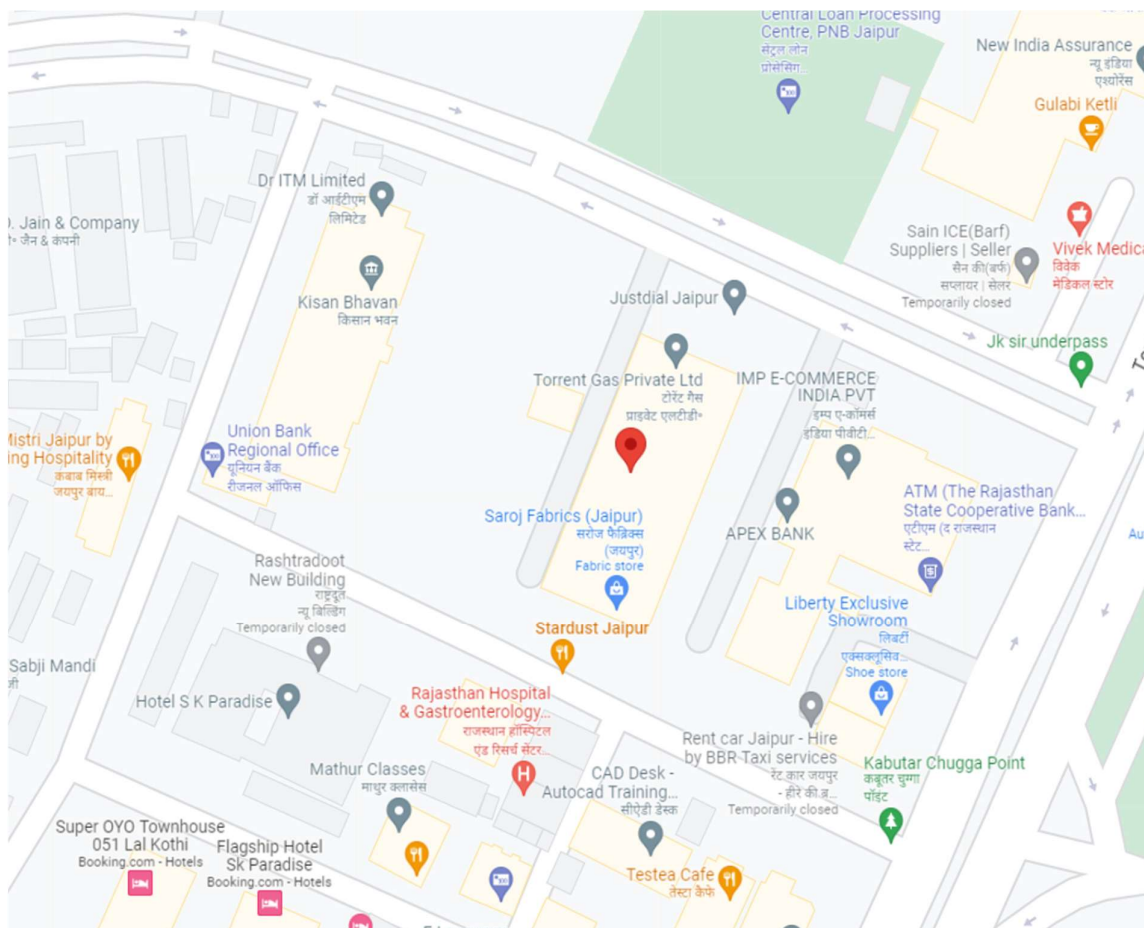 Central Loan Processing
Centre, PNB Jaipur
सेंट्रल लोन
प्रोसेसिंग...
New India Assurance
न्यू इंडिया
एश्योरेंस
Gulabi Ketli
Dr ITM Limited
डॉ आईटीएम
लिमिटेड
. Jain & Company
जैन & कंपनी
Kisan Bhavan
किसान भवन
Sain ICE(Barf)
Suppliers | Seller
सैन की(बर्फ)
सप्लायर | सेलर
Temporarily closed
Vivek Medica
विवेक
मेडिकल स्टोर
Justdial Jaipur
Jk sir underpass
Torrent Gas Private Ltd
टोरेंट गैस
प्राइवेट एलटीडी॰
IMP E-COMMERCE
INDIA PVT
इम्प ए-कॉमर्स
इंडिया पीवीटी...
Mistri Jaipur by
ing Hospitality
कबाब मिस्त्री
जयपुर बाय...
Union Bank
Regional Office
यूनियन बैंक
रीजनल ऑफिस
ATM (The Rajasthan
State Cooperative Bank...
एटीएम (द राजस्थान
स्टेट...
Saroj Fabrics (Jaipur)
सरोज फैब्रिक्स
(जयपुर)
Fabric store
APEX BANK
Au
Rashtradoot
New Building
राष्ट्रदूत
न्यू बिल्डिंग
Temporarily closed
Liberty Exclusive
Showroom
लिबर्टी
एक्सक्लूसिव...
Shoe store
Stardust Jaipur
Sabji Mandi
Hotel S K Paradise
Rajasthan Hospital
& Gastroenterology...
राजस्थान हॉस्पिटल
एंड रिसर्च सेंटर...
Rent car Jaipur - Hire
by BBR Taxi services
रेंट कार जयपुर
- हीरे की ब...
Temporarily closed
Kabutar Chugga Point
कबूतर चुग्गा
पॉइंट
Mathur Classes
माथुर क्लासेस
CAD Desk -
Autocad Training...
सीऐडी डेस्क
Super OYO Townhouse
051 Lal Kothi
Booking.com - Hotels
Flagship Hotel
Sk Paradise
Booking.com - Hotels
Testea Cafe
तेस्टा कैफे